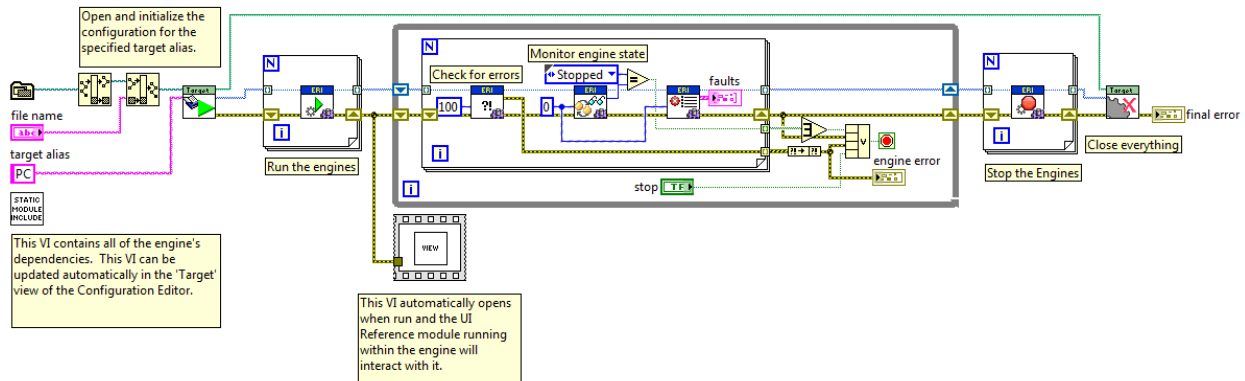 Open and initialize the
configuration for the
specified target alias.
file name
abc
target alias
PC
STATIC
MODULE
INCLUDE
This VI contains all of the engine's
dependencies. This VI can be
updated automatically in the 'Target'
view of the Configuration Editor.
Target
N
ERI
i
Run the engines
N
Check for errors
Monitor engine state
Stopped
=
100
ERI
?!
0
ERI
ERI
faults
i
i
stop
TF
?! ?!
V
engine error
VIEW
This VI automatically opens
when run and the UI
Reference module running
within the engine will
interact with it.
N
ERI
i
Stop the Engines
Target
Close everything
final error